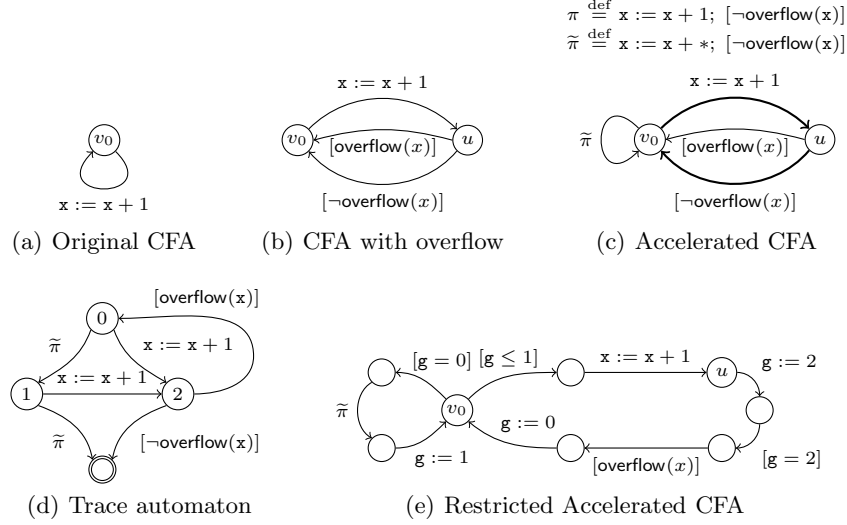 π def= x := x + 1; [¬overflow(x)]
π̃ def= x := x + ∗; [¬overflow(x)]
v0
x := x + 1
(a) Original CFA
x := x + 1
v0
u
[overflow(x)]
[¬overflow(x)]
(b) CFA with overflow
x := x + 1
π̃
v0
u
[overflow(x)]
[¬overflow(x)]
(c) Accelerated CFA
[overflow(x)]
0
π̃
x := x + 1
x := x + 1
1
2
π̃
[¬overflow(x)]
(d) Trace automaton
[g = 0]
[g ≤ 1]
x := x + 1
u
g := 2
π̃
v0
g := 0
g := 1
[overflow(x)]
[g = 2]
(e) Restricted Accelerated CFA